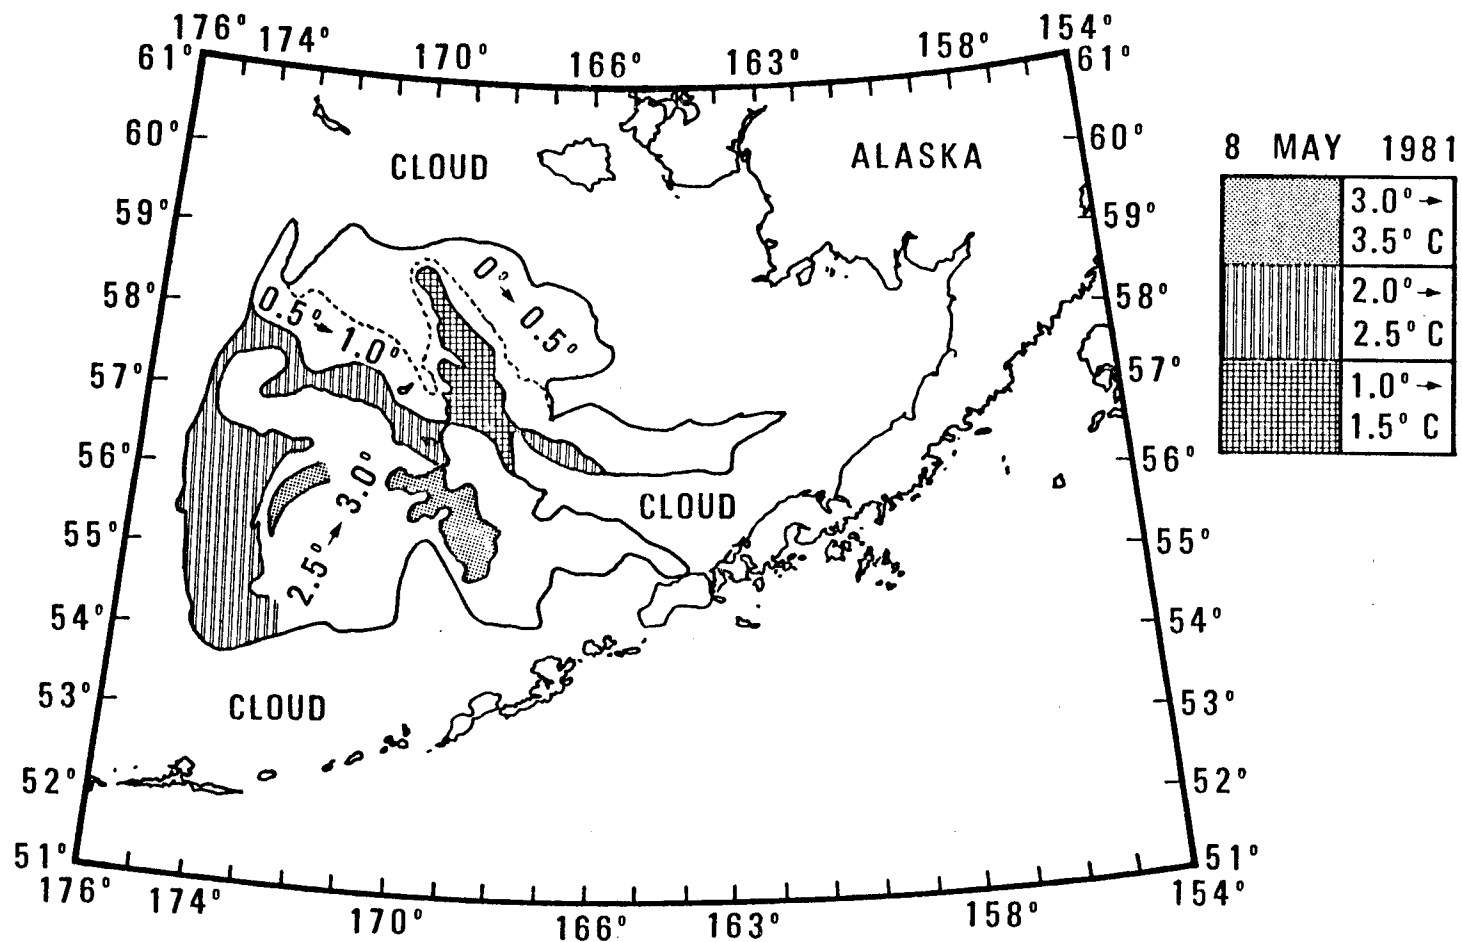 176° 174° 170° 166° 163° 158° 154°
61° 61°
60° 60°
CLOUD ALASKA
59° 59°
58° 58°
57° 57°
56° 56°
55° 55°
54° 54°
53° 53°
52° 52°
51° 51°
0° → 0.5°
0.5° → 1.0°
2.5° → 3.0°
CLOUD
CLOUD
176° 174° 170° 166° 163° 158° 154°
8 MAY 1981
3.0° →
3.5° C
2.0° →
2.5° C
1.0° →
1.5° C